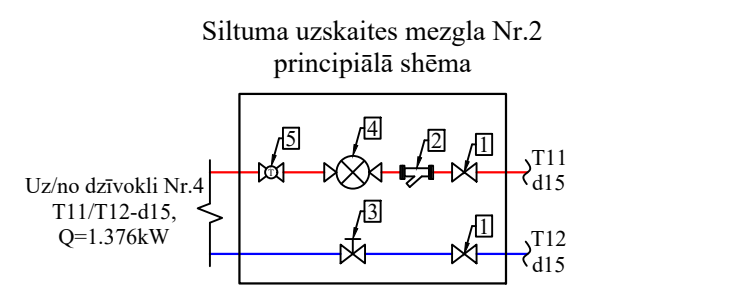 Siltuma uzskaites mezgla Nr.2
principiālā shēma
5
4
2
1
T11
d15
Uz/no dzīvokli Nr.4
T11/T12-d15,
Q=1.376kW
T
3
1
T12
d15